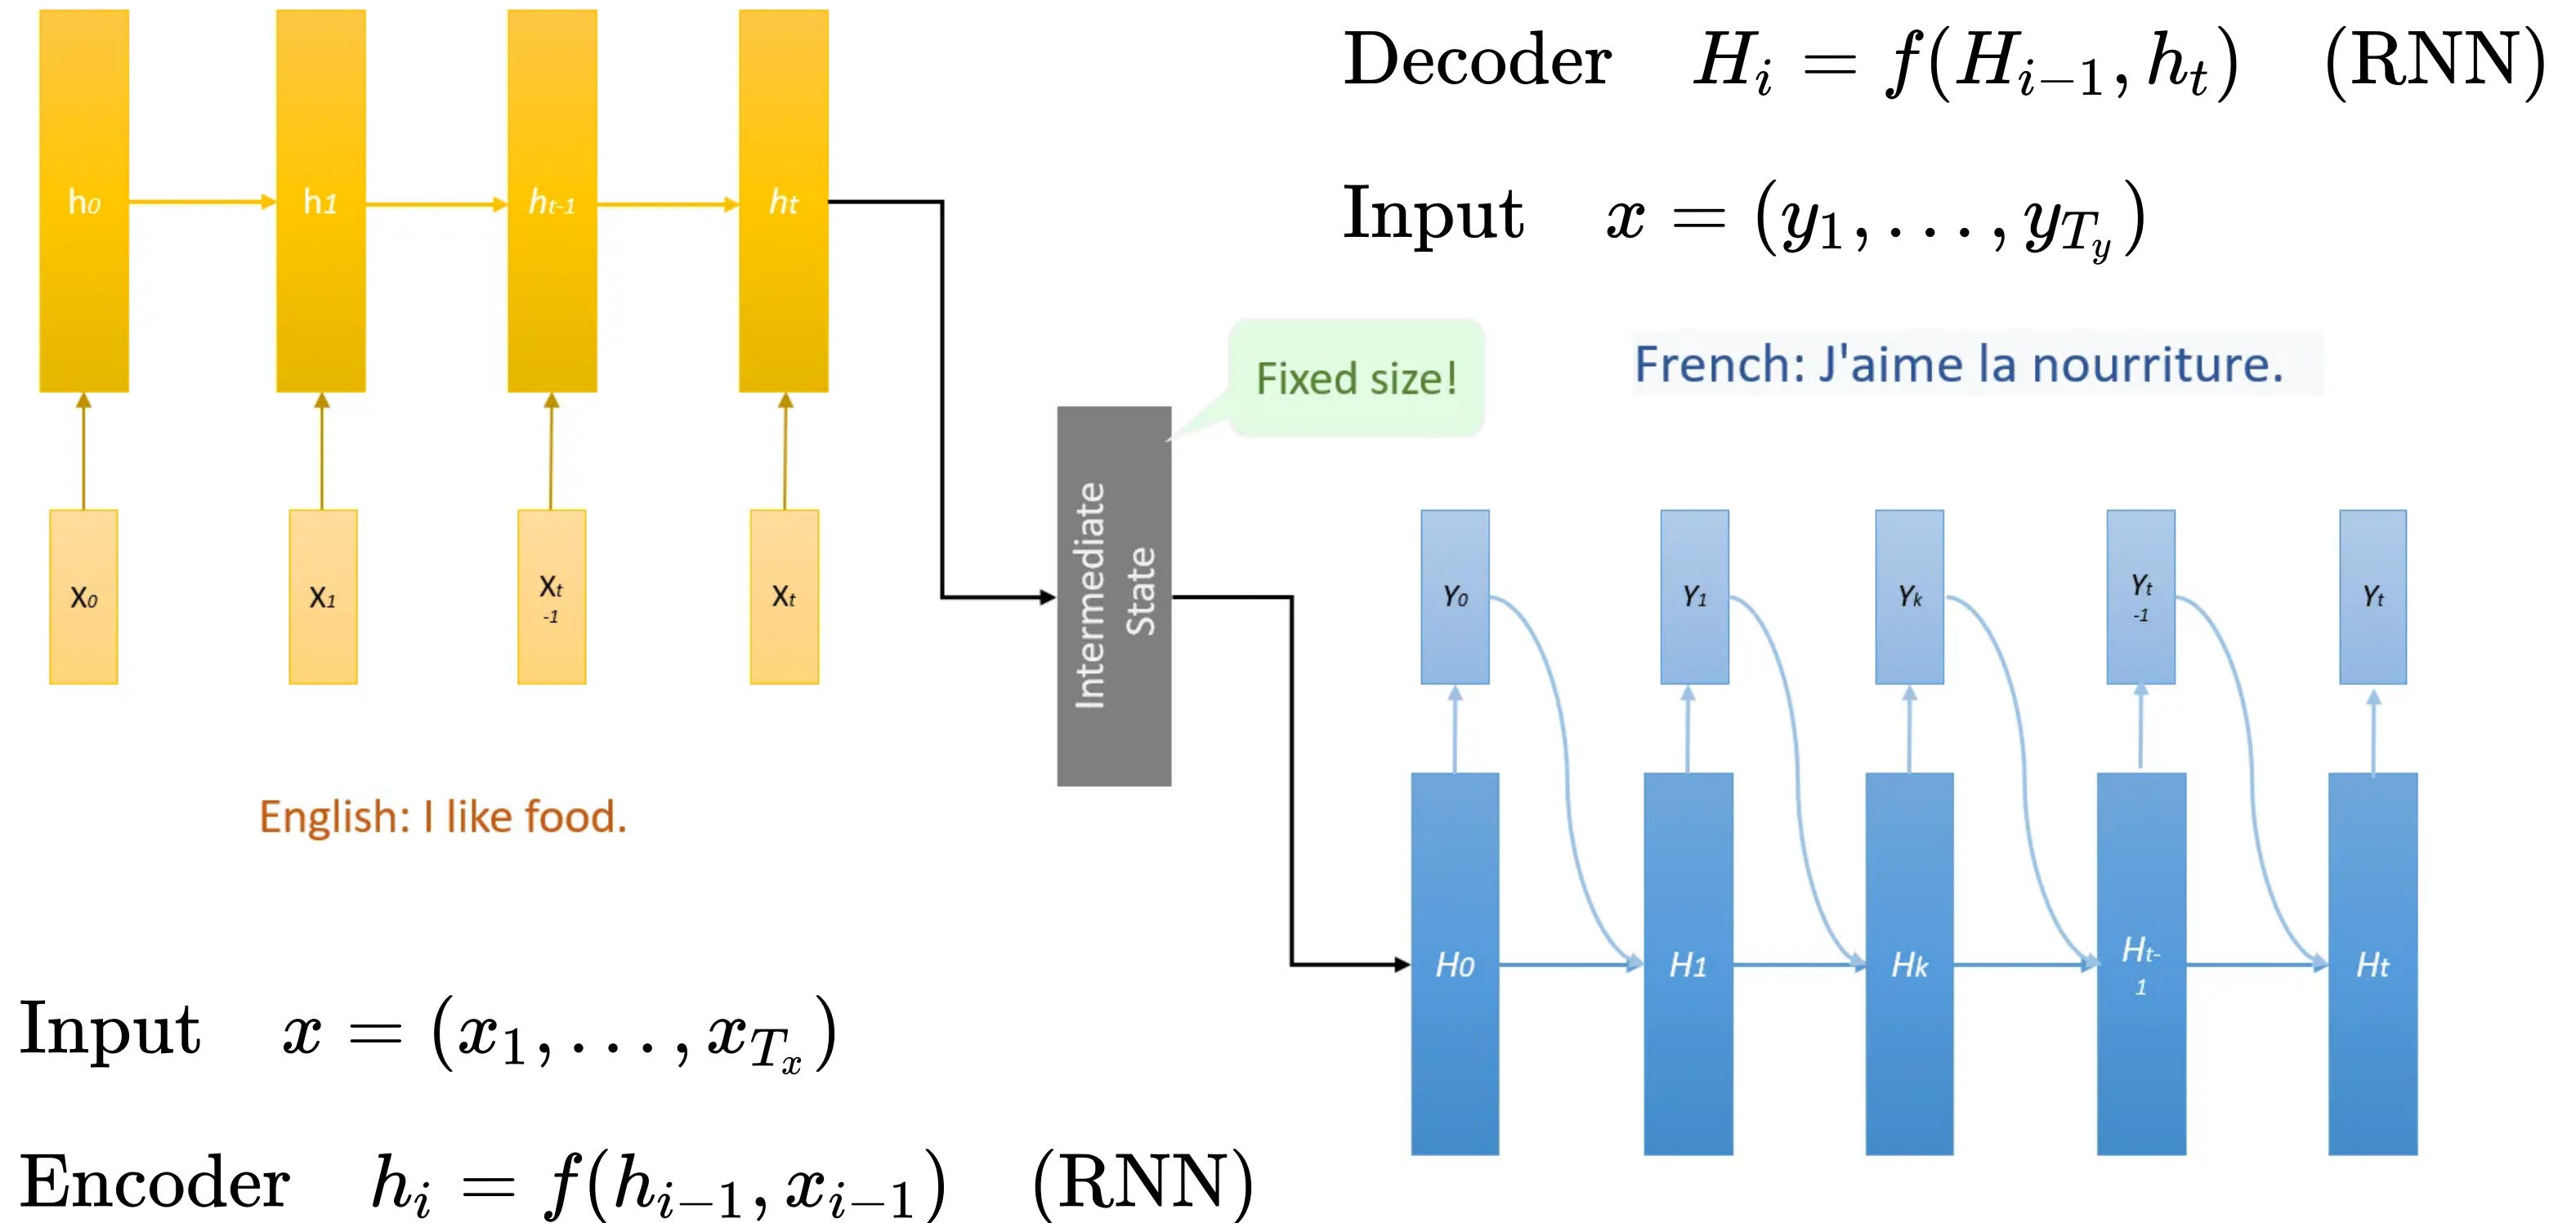 h0
h1
ht-1
ht
X0
X1
Xt
-1
Xt
English: I like food.
Input x = (x_1, ..., x_{T_x})
Encoder h_i = f(h_{i-1}, x_{i-1}) (RNN)
Intermediate
State
Fixed size!
Decoder H_i = f(H_{i-1}, h_t) (RNN)
Input x = (y_1, ..., y_{T_y})
French: J'aime la nourriture.
Y0
Y1
Yk
Yt
-1
Yt
H0
H1
Hk
Ht-
1
Ht